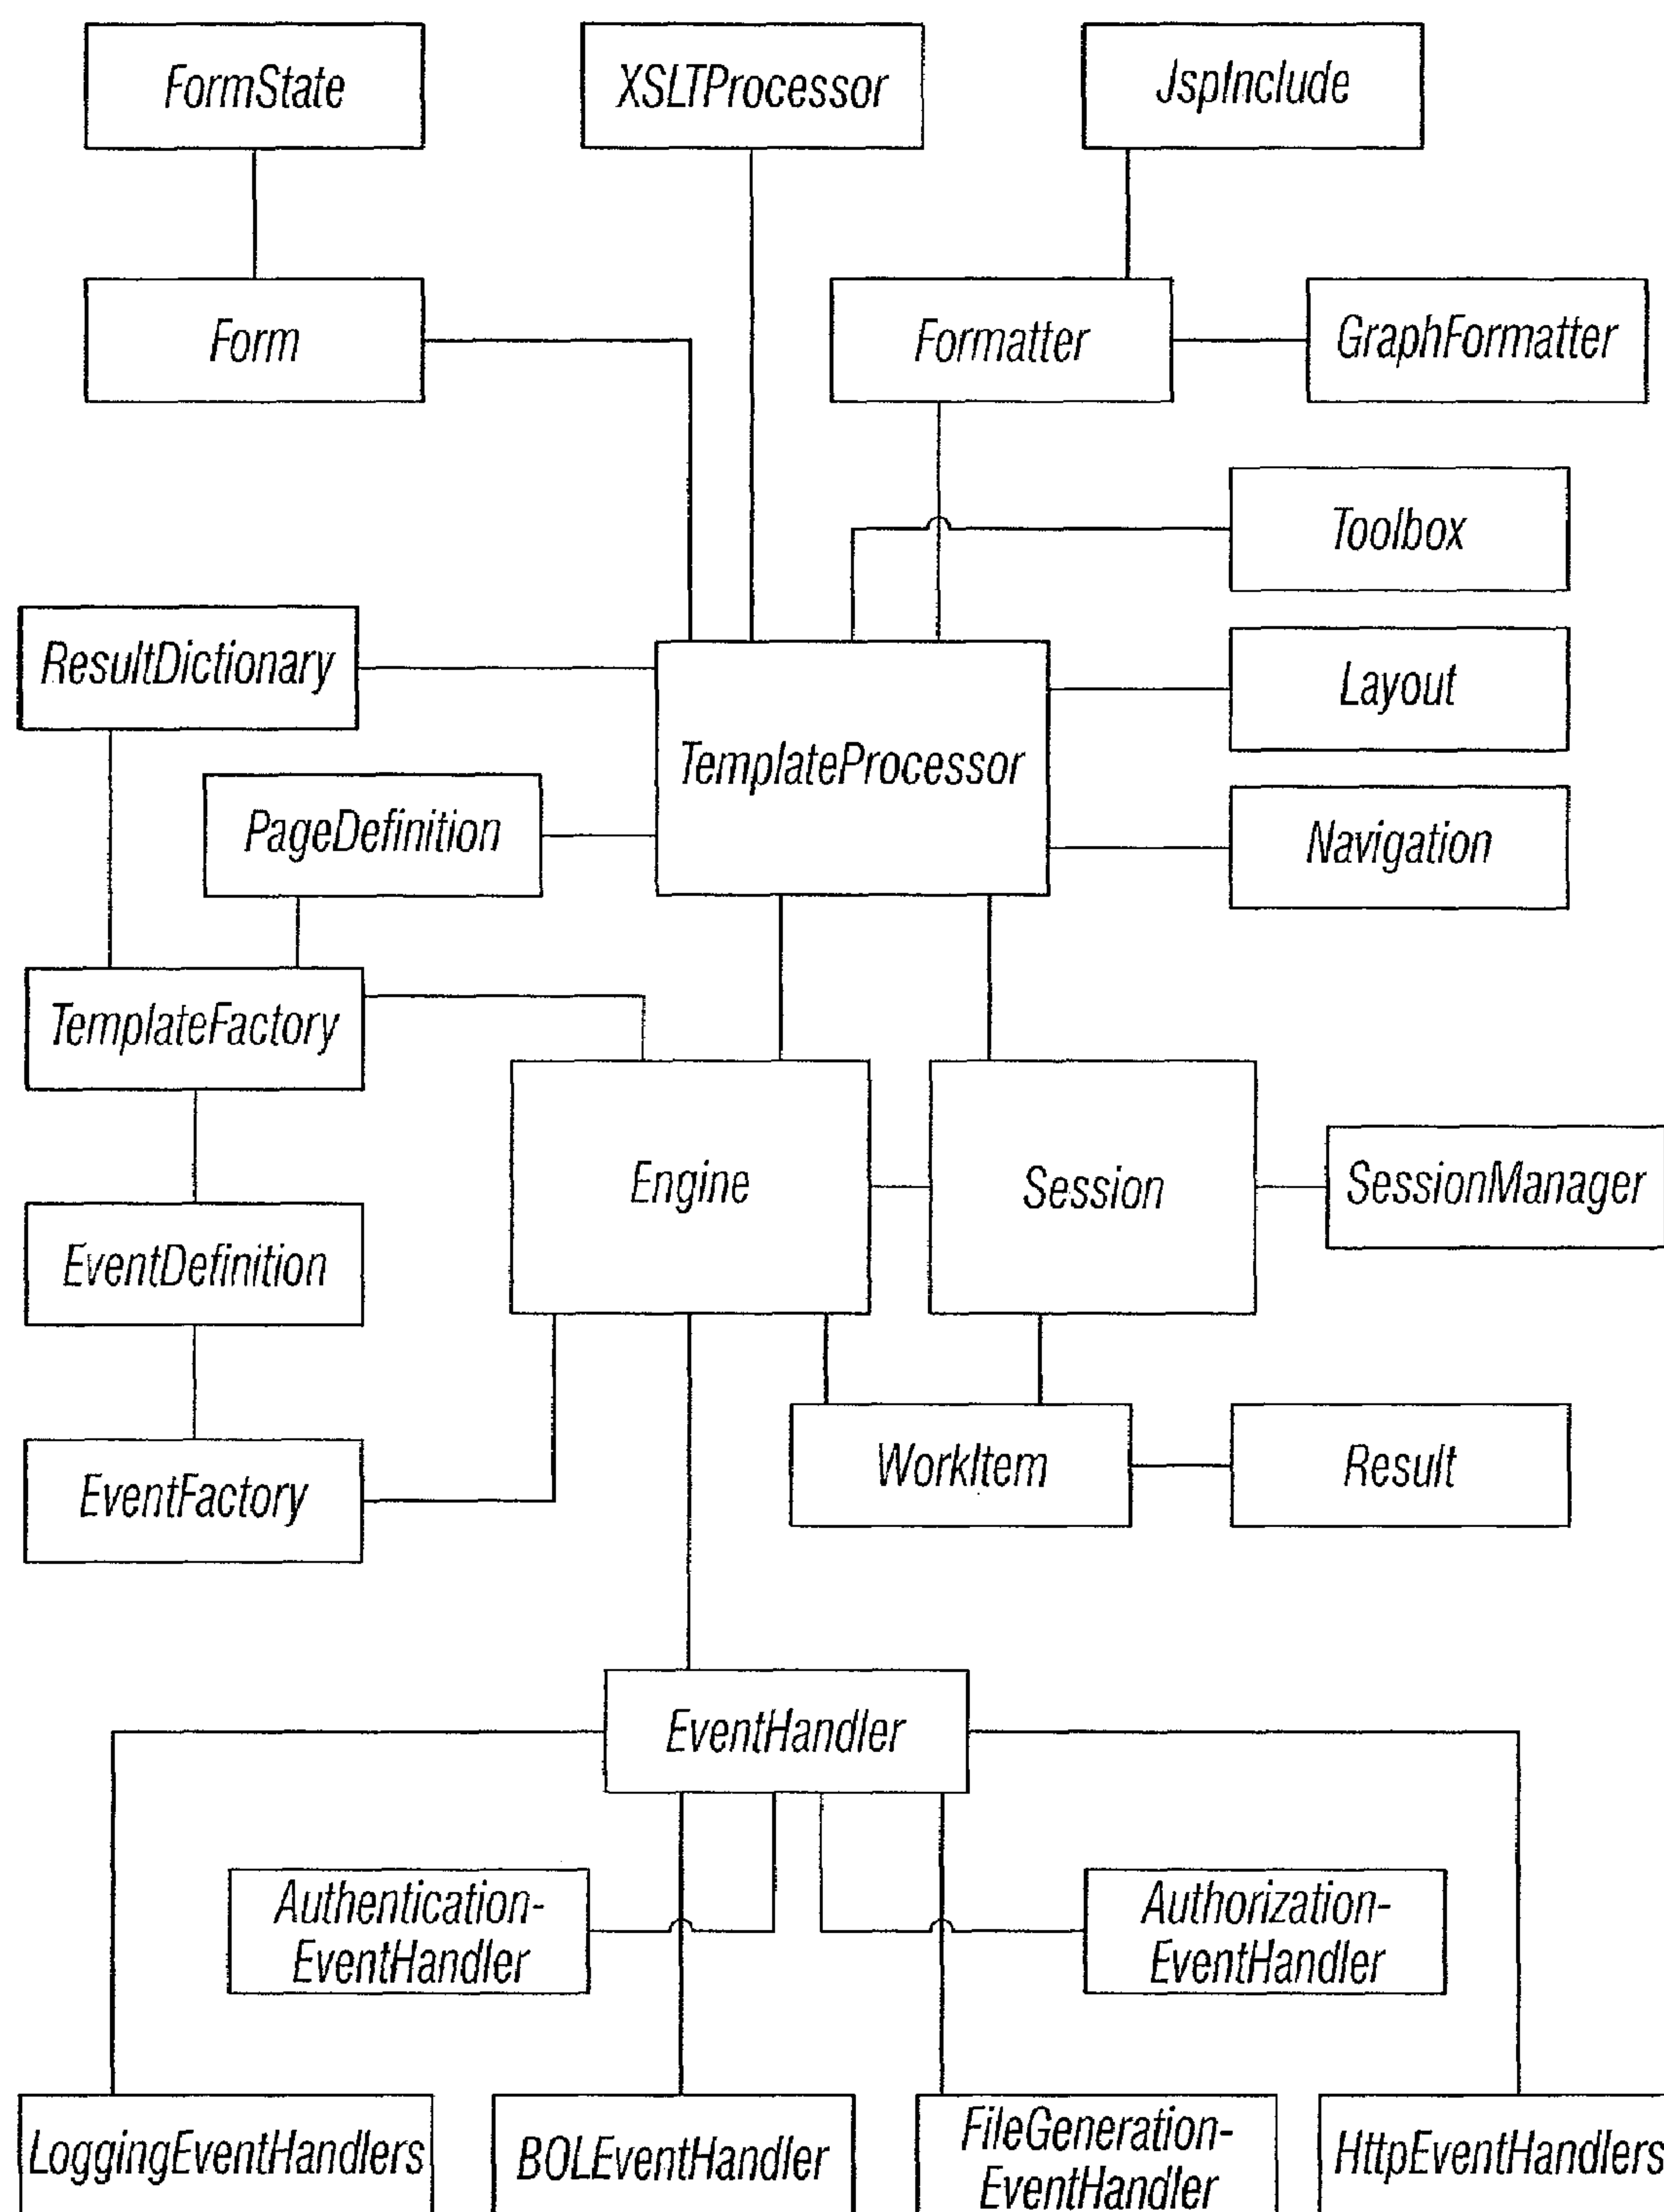 FormState
XSLTProcessor
JspInclude
Form
Formatter
GraphFormatter
Toolbox
ResultDictionary
Layout
TemplateProcessor
PageDefinition
Navigation
TemplateFactory
Engine
Session
SessionManager
EventDefinition
WorkItem
Result
EventFactory
EventHandler
Authentication-
EventHandler
Authorization-
EventHandler
LoggingEventHandlers
BOLEventHandler
FileGeneration-
EventHandler
HttpEventHandlers